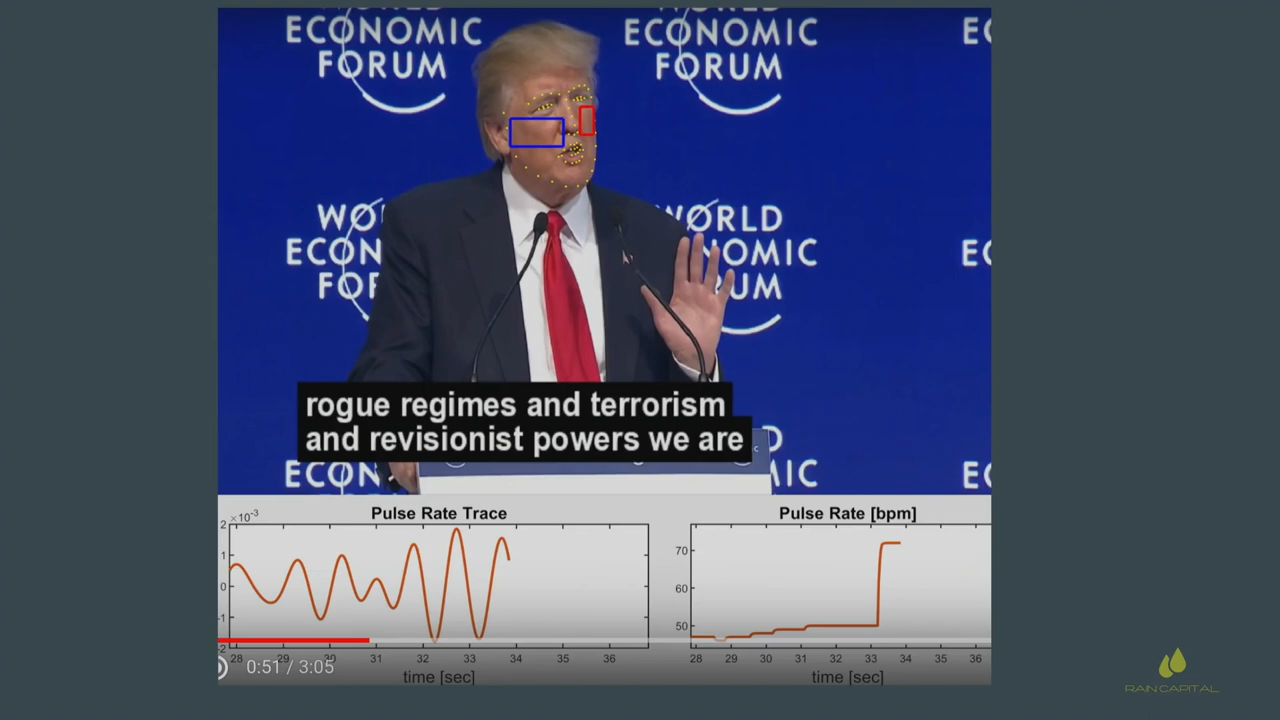 WORLD
ECONOMIC
FORUM
ECONOMIC
FORUM
ECONOMIC
WORLD
NOMIC
UM
rogue regimes and terrorism
and revisionist powers we are
Pulse Rate Trace
×10⁻³
2
1
0
-1
-2
28 29 30 31 32 33 34 35 36
time [sec]
0:51 / 3:05
Pulse Rate [bpm]
70
60
50
28 29 30 31 32 33 34 35 36
time [sec]
RAIN CAPITAL